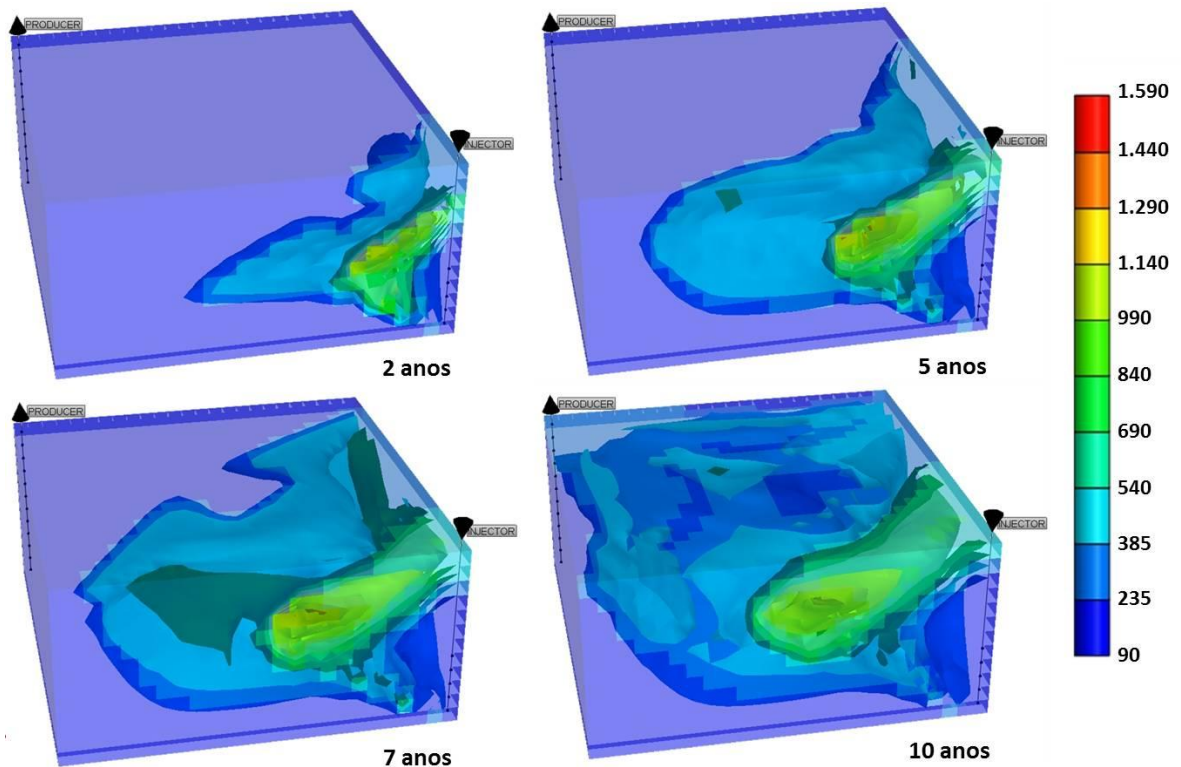 PRODUCER
INJECTOR
2 anos
PRODUCER
INJECTOR
5 anos
PRODUCER
INJECTOR
7 anos
PRODUCER
INJECTOR
10 anos
1.590
1.440
1.290
1.140
990
840
690
540
385
235
90